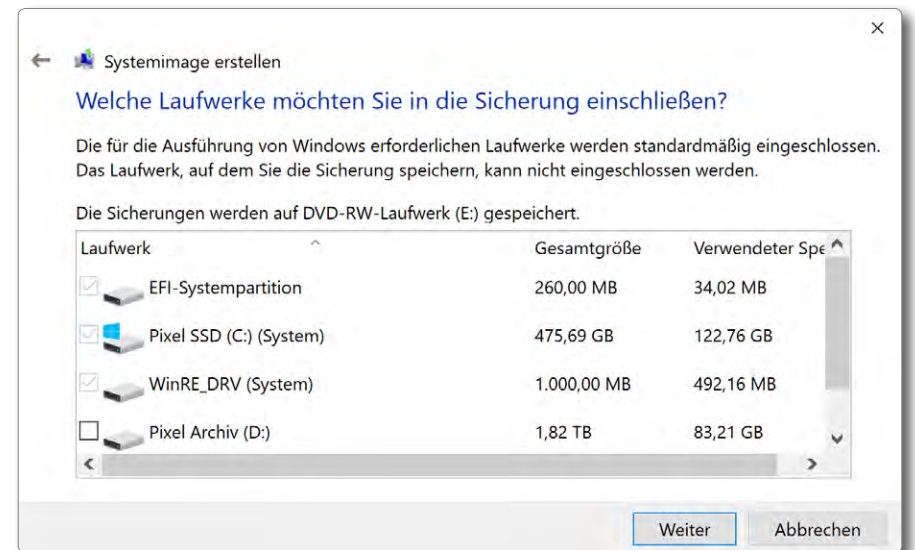 Systemimage erstellen
Welche Laufwerke möchten Sie in die Sicherung einschließen?
Die für die Ausführung von Windows erforderlichen Laufwerke werden standardmäßig eingeschlossen.
Das Laufwerk, auf dem Sie die Sicherung speichern, kann nicht eingeschlossen werden.
Die Sicherungen werden auf DVD-RW-Laufwerk (E:) gespeichert.
Laufwerk Gesamtgröße Verwendeter Spe
EFI-Systempartition 260,00 MB 34,02 MB
Pixel SSD (C:) (System) 475,69 GB 122,76 GB
WinRE_DRV (System) 1.000,00 MB 492,16 MB
Pixel Archiv (D:) 1,82 TB 83,21 GB
Weiter Abbrechen